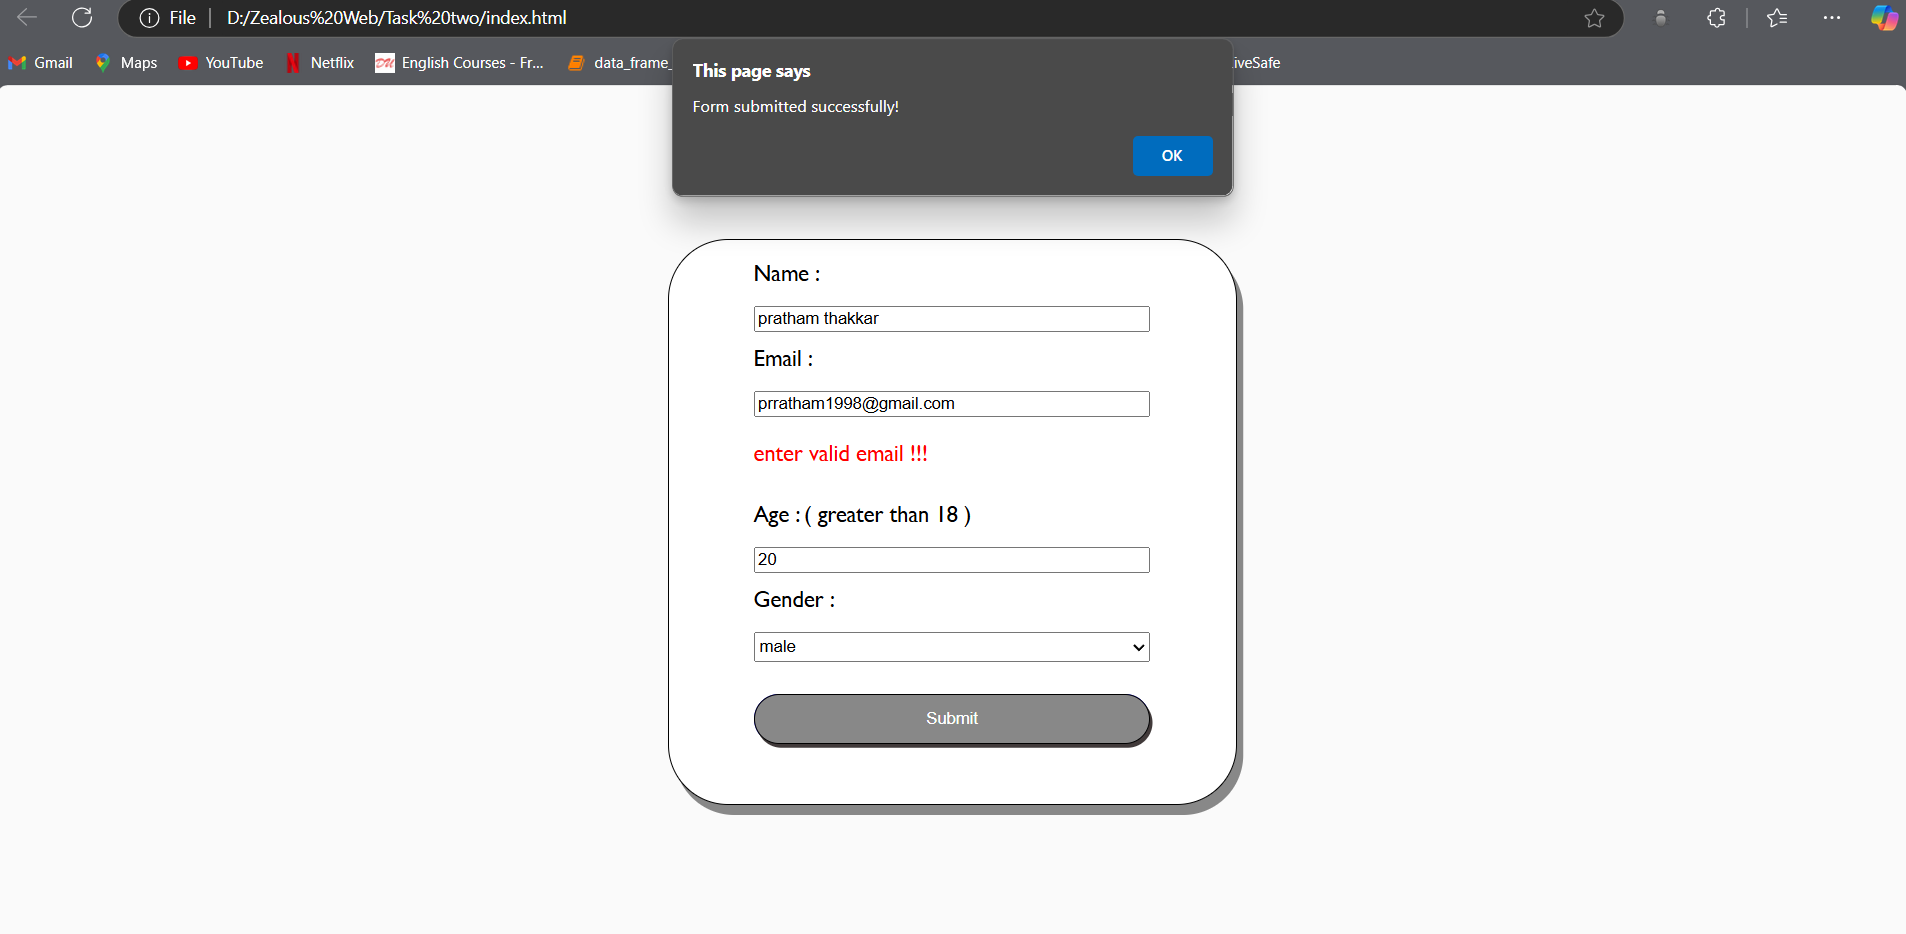 File | D:/Zealous%20Web/Task%20two/index.html
Gmail Maps YouTube Netflix DU English Courses - Fr... data_frame_ iveSafe
This page says
Form submitted successfully!
OK
Name :
pratham thakkar
Email :
prratham1998@gmail.com
enter valid email !!!
Age : ( greater than 18 )
20
Gender :
male
Submit